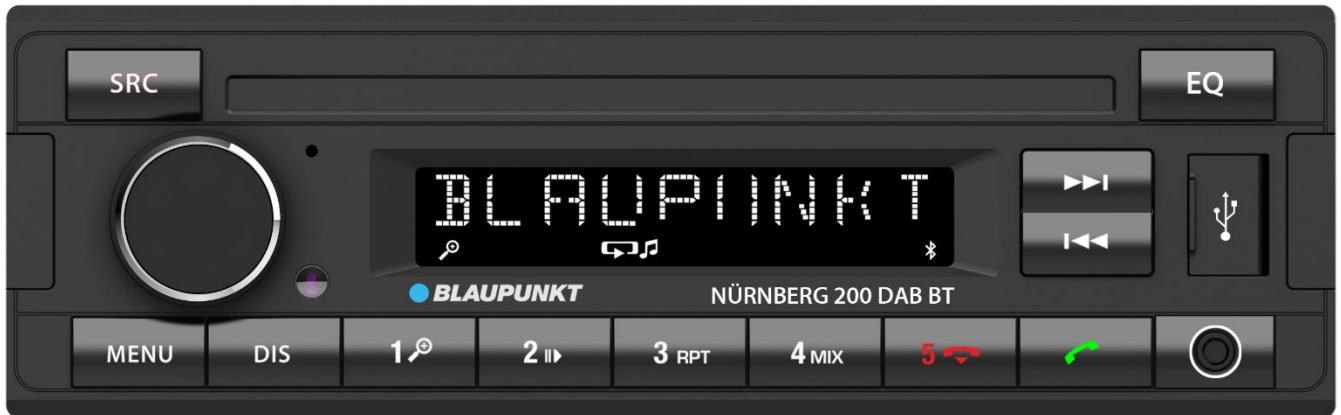 SRC
EQ
BLAUPUNKT
BLAUPUNKT
NÜRNBERG 200 DAB BT
MENU
DIS
1
2
3 RPT
4 MIX
5